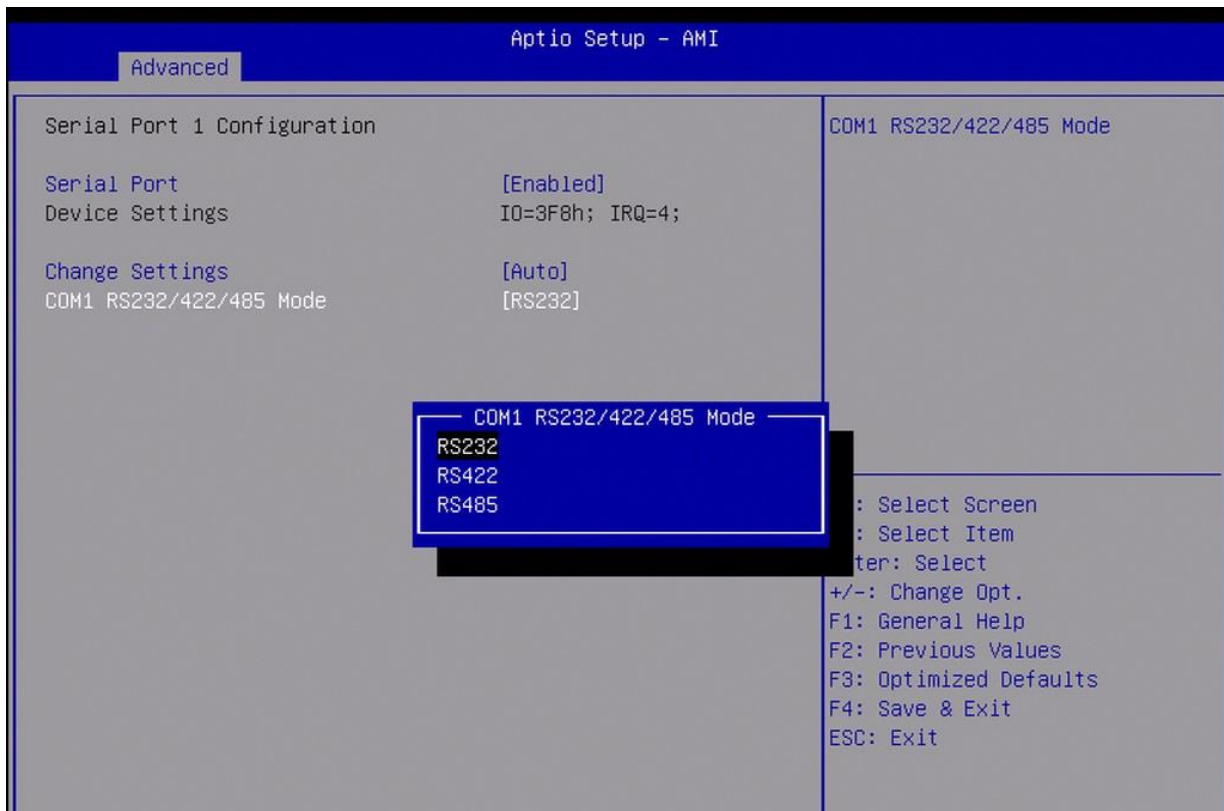 Aptio Setup – AMI
Advanced
Serial Port 1 Configuration
Serial Port [Enabled]
Device Settings IO=3F8h; IRQ=4;
Change Settings [Auto]
COM1 RS232/422/485 Mode [RS232]
COM1 RS232/422/485 Mode
RS232
RS422
RS485
COM1 RS232/422/485 Mode
: Select Screen
: Select Item
ter: Select
+/-: Change Opt.
F1: General Help
F2: Previous Values
F3: Optimized Defaults
F4: Save & Exit
ESC: Exit